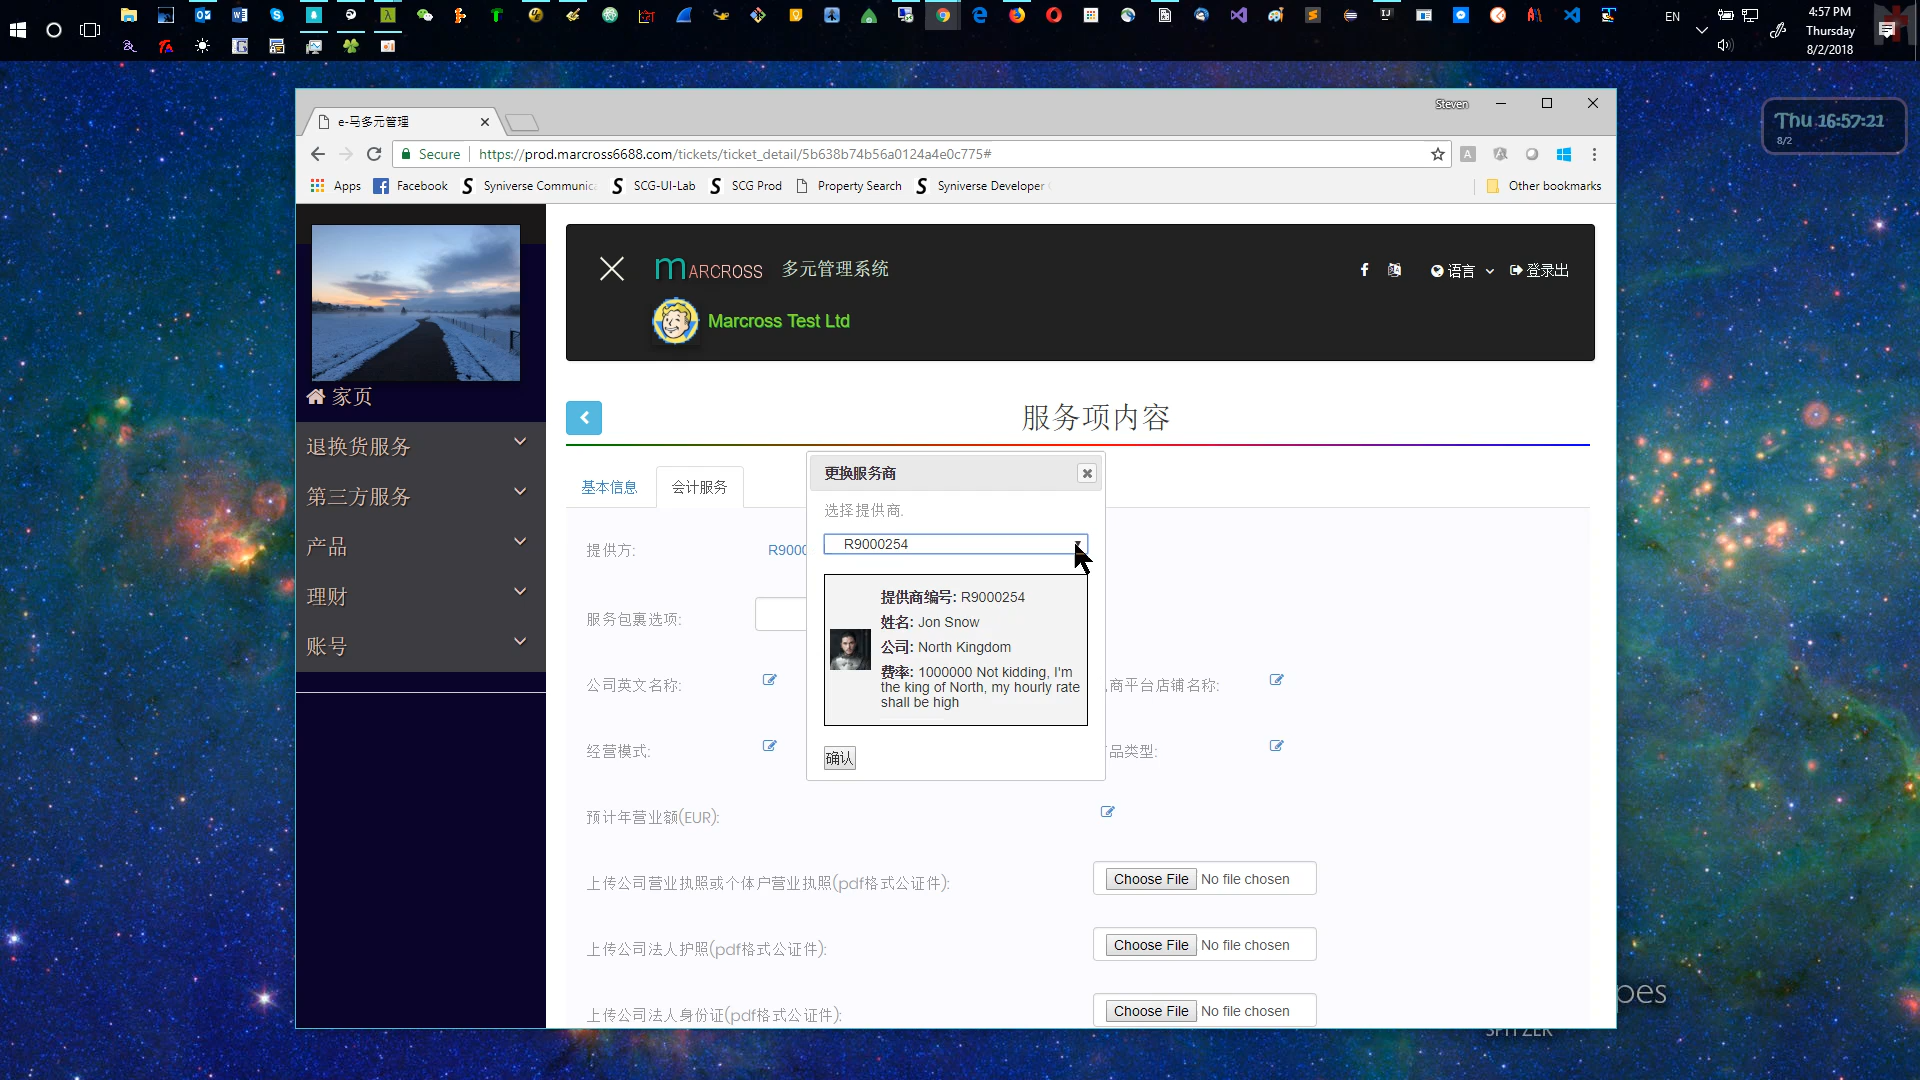 EN
4:57 PM
Thursday
8/2/2018
Thu 16:57:21
8/2
Steven
e-马多元管理
Secure
https://prod.marcross6688.com/tickets/ticket_detail/5b638b74b56a0124a4e0c775#
Apps
Facebook
Syniverse Communic
SCG-UI-Lab
SCG Prod
Property Search
Syniverse Developer
Other bookmarks
家页
退换货服务
第三方服务
产品
理财
账号
mARCROSS 多元管理系统
语言
登录出
Marcross Test Ltd
服务项内容
基本信息
会计服务
更换服务商
选择提供商.
R9000254
提供商编号: R9000254
姓名: Jon Snow
公司: North Kingdom
费率: 1000000 Not kidding, I'm
the king of North, my hourly rate
shall be high
确认
提供方: R9000
服务包裹选项:
公司英文名称:
商平台店铺名称:
经营模式:
品类型:
预计年营业额(EUR):
上传公司营业执照或个体户营业执照(pdf格式公证件): Choose File No file chosen
上传公司法人护照(pdf格式公证件): Choose File No file chosen
上传公司法人身份证(pdf格式公证件): Choose File No file chosen
pes
SPITZER